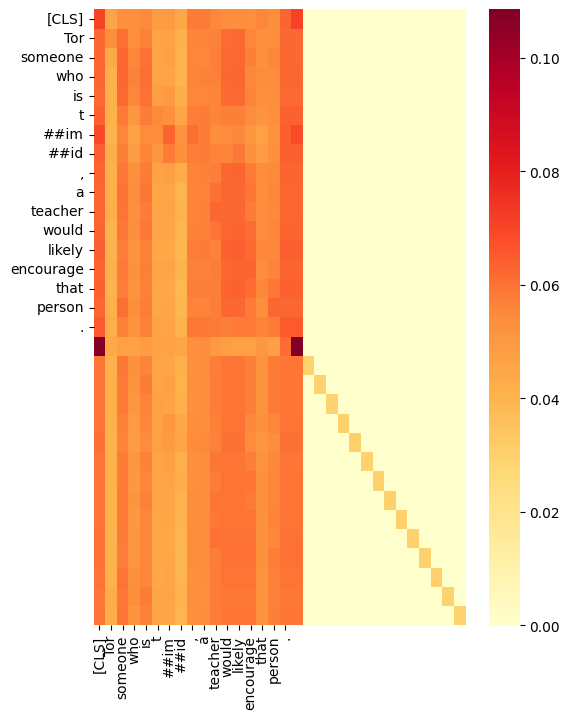 [CLS]
Tor
someone
who
is
t
##im
##id
,
a
teacher
would
likely
encourage
that
person
.
[CLS]
Tor
someone
who
is
t
##im
##id
,
a
teacher
would
likely
encourage
that
person
.
0.10
0.08
0.06
0.04
0.02
0.00